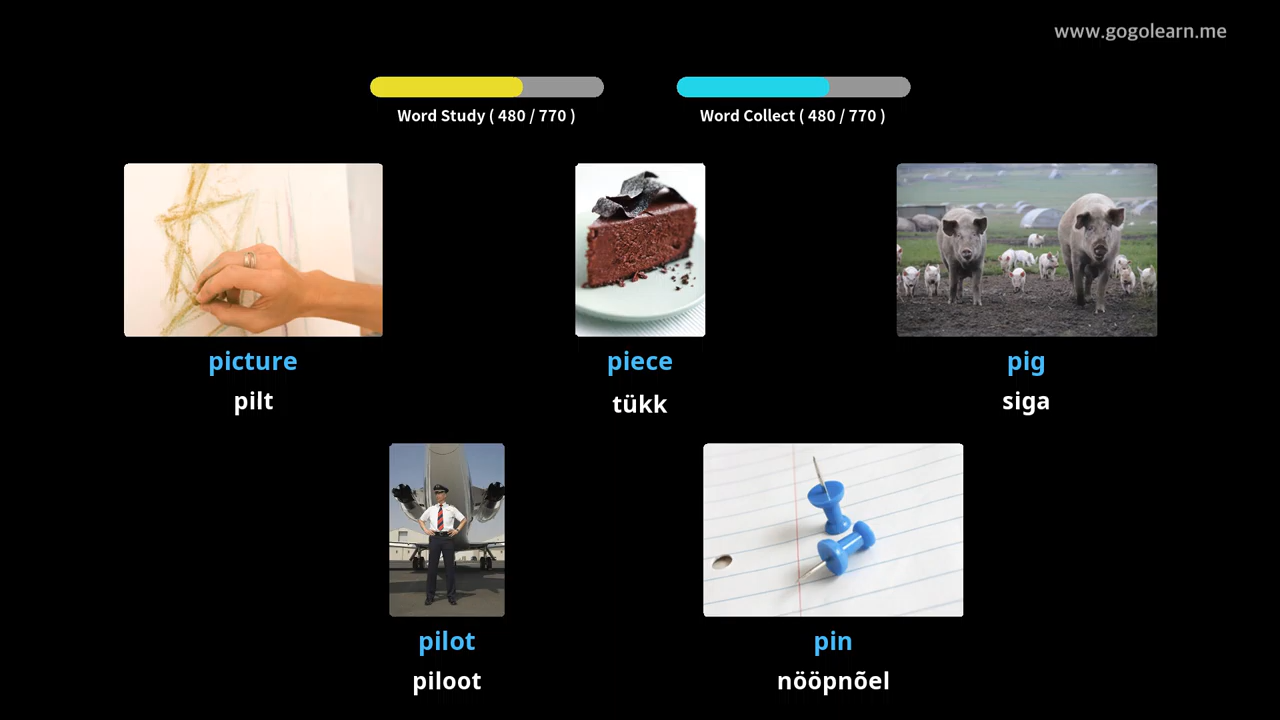 www.gogolearn.me
Word Study ( 480 / 770 )
Word Collect ( 480 / 770 )
picture
pilt
piece
tükk
pig
siga
pilot
piloot
pin
nööpnõel